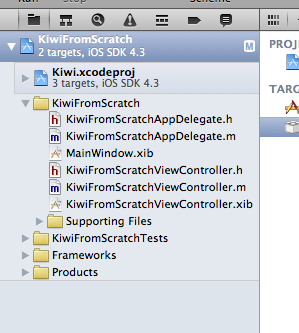 Scheme
KiwiFromScratch
M
2 targets, iOS SDK 4.3
PROJ
Kiwi.xcodeproj
3 targets, iOS SDK 4.3
TARG
KiwiFromScratch
h KiwiFromScratchAppDelegate.h
m KiwiFromScratchAppDelegate.m
MainWindow.xib
h KiwiFromScratchViewController.h
m KiwiFromScratchViewController.m
KiwiFromScratchViewController.xib
Supporting Files
KiwiFromScratchTests
Frameworks
Products